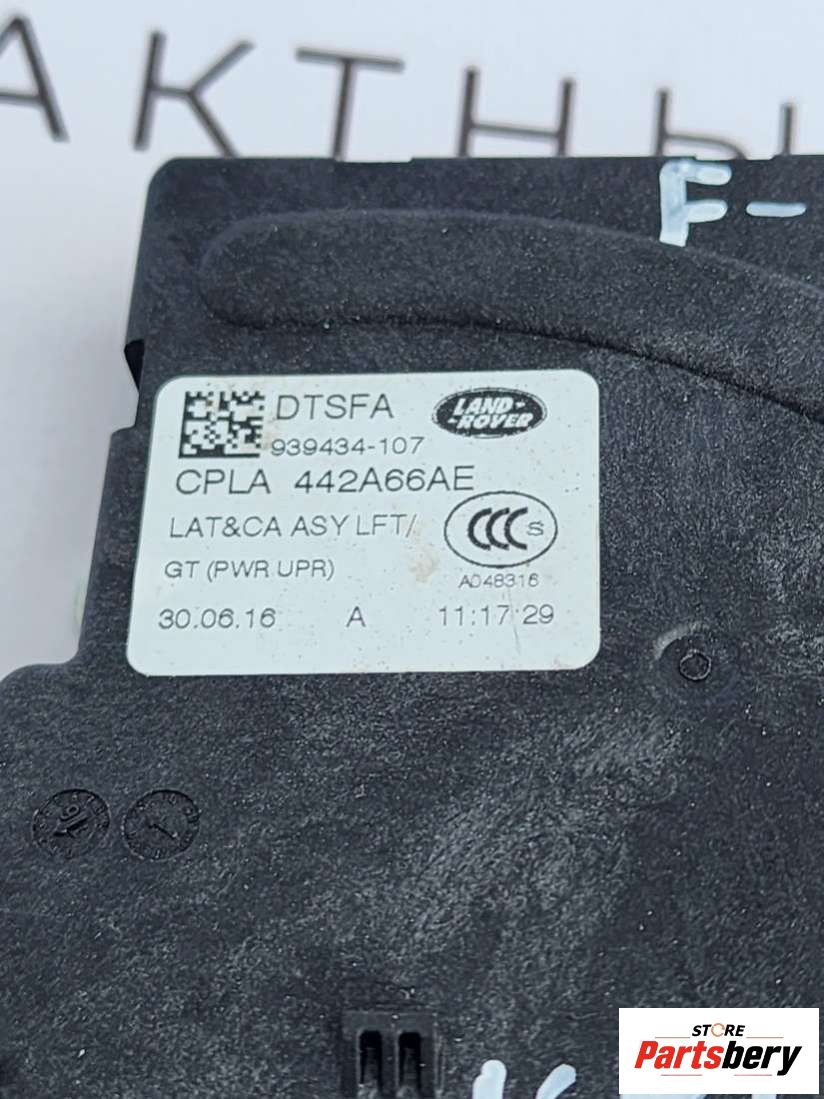 АКТНЫ
F-
DTSFA
LAND-
-ROVER
939434-107
CPLA 442A66AE
LAT&CA ASY LFT/
CCC S
GT (PWR UPR)
A048316
30.06.16 A 11:17:29
16
STORE
Partsbery